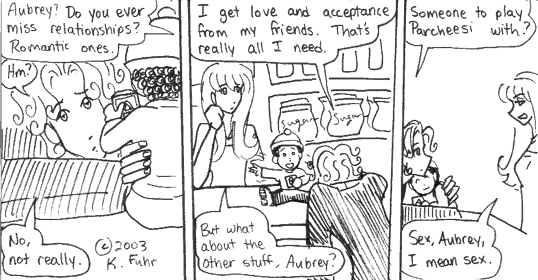 Aubrey? Do you ever
miss relationships?
Romantic ones.
Hm?
No,
not really.
©2003
K. Fuhr
I get love and acceptance
from my friends. That's
really all I need.
sugar
sugar
But what
about the
other stuff, Aubrey?
Someone to play
Parcheesi with?
Sex, Aubrey,
I mean sex.